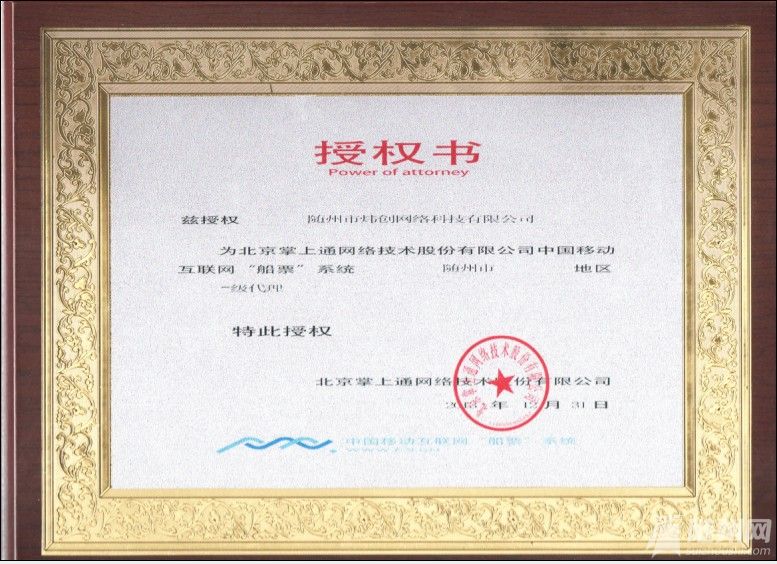 授权书
Power of attorney
兹授权 随州市炜创网络科技有限公司
为北京掌上通网络技术股份有限公司中国移动
互联网“船票”系统 随州市 地区
一级代理
特此授权
北京掌上通网络技术股份有限公司
年 12月 31日
中国移动互联网“船票”系统